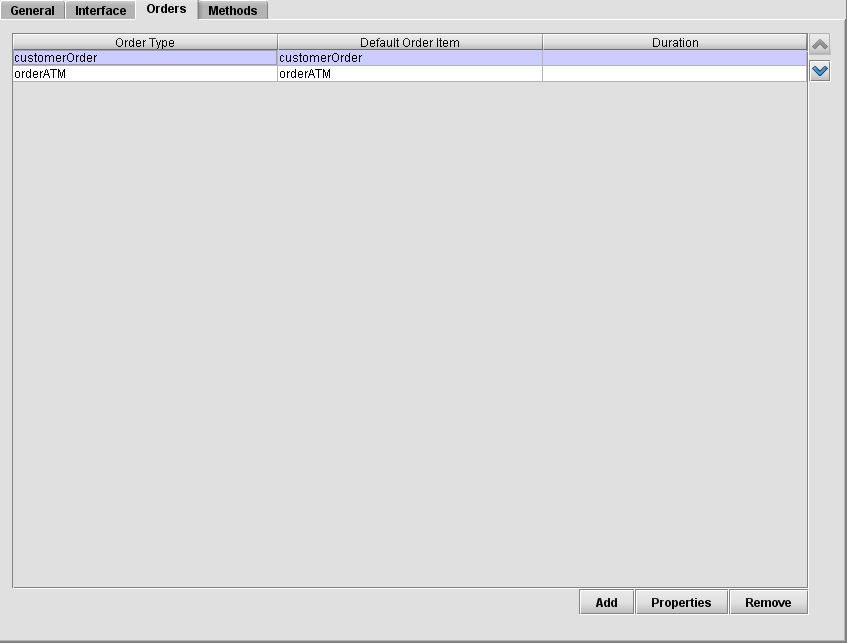 General Interface Orders Methods
Order Type Default Order Item Duration
customerOrder customerOrder
orderATM orderATM
Add Properties Remove